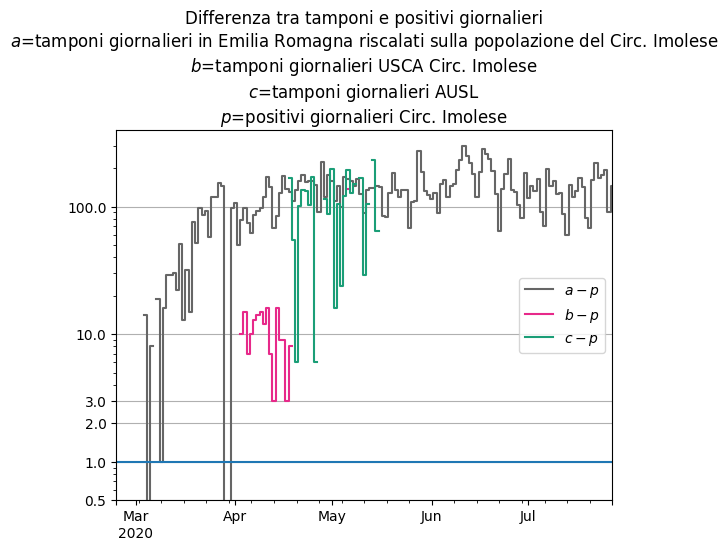 Differenza tra tamponi e positivi giornalieri
a=tamponi giornalieri in Emilia Romagna riscalati sulla popolazione del Circ. Imolese
b=tamponi giornalieri USCA Circ. Imolese
c=tamponi giornalieri AUSL
p=positivi giornalieri Circ. Imolese
100.0
10.0
3.0
2.0
1.0
0.5
a − p
b − p
c − p
Mar Apr May Jun Jul
2020